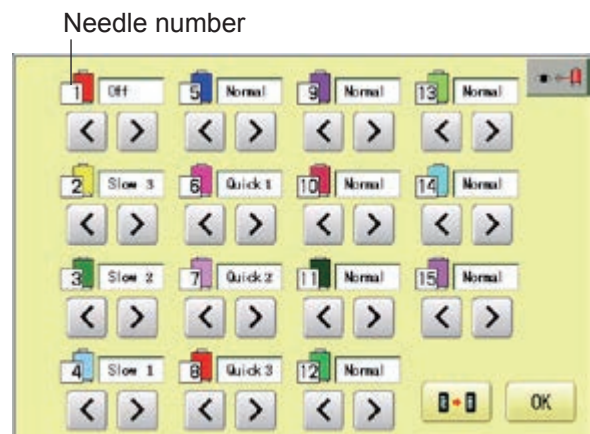 Needle number
1 Off 5 Normal 9 Normal 13 Normal
< > < > < > < >
2 Slow 3 6 Quick 1 10 Normal 14 Normal
< > < > < > < >
3 Slow 2 7 Quick 2 11 Normal 15 Normal
< > < > < > < >
4 Slow 1 8 Quick 3 12 Normal
< > < > < > OK